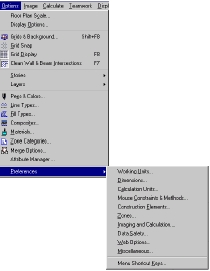 Options Image Calculate Teamwork Displ
Floor Plan Scale...
Display Options...
Grids & Background... Shift+F8
Grid Snap
Grid Display F8
Clean Wall & Beam Intersections F7
Stories
Layers
Pens & Colors...
Line Types...
Fill Types...
Composites...
Materials...
Zone Categories...
Merge Options...
Attribute Manager...
Preferences
Working Units...
Dimensions...
Calculation Units...
Mouse Constraints & Methods...
Construction Elements...
Zones...
Imaging and Calculation...
Data Safety...
Web Options...
Miscellaneous...
Menu Shortcut Keys...